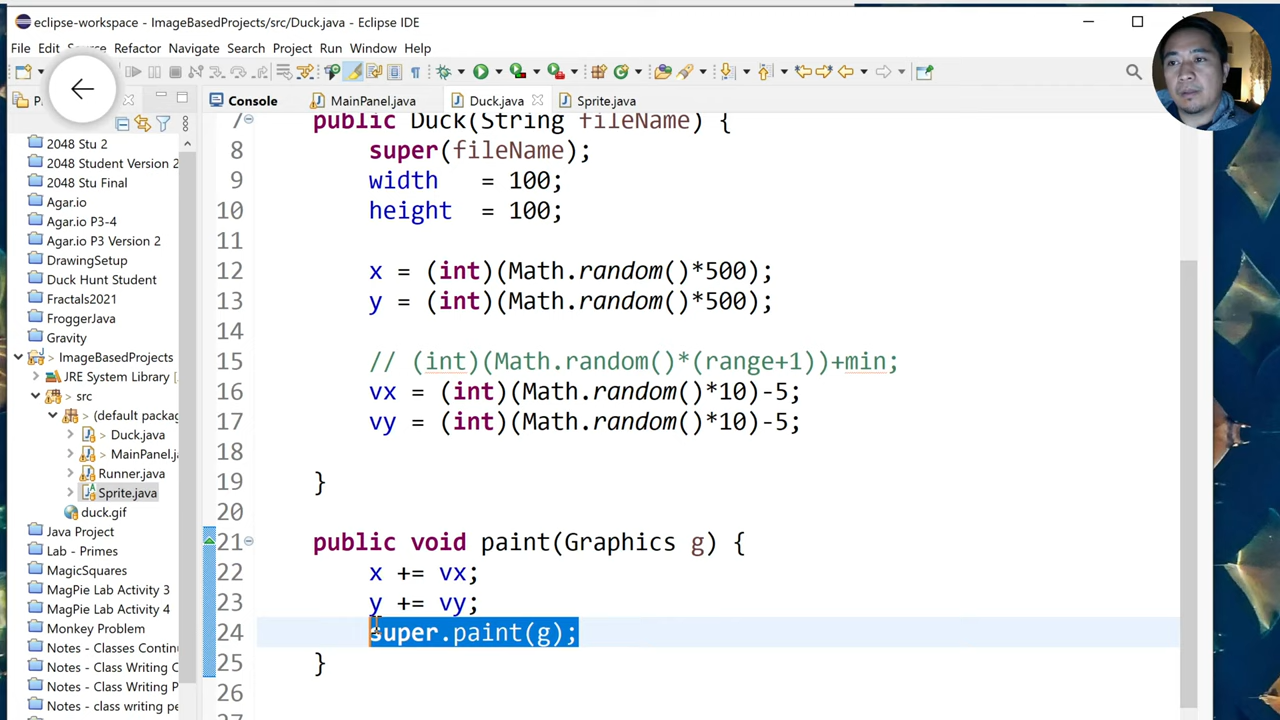 eclipse-workspace - ImageBasedProjects/src/Duck.java - Eclipse IDE
File Edit Source Refactor Navigate Search Project Run Window Help
Console MainPanel.java Duck.java Sprite.java
2048 Stu 2
2048 Student Version 2
2048 Stu Final
Agar.io
Agar.io P3-4
Agar.io P3 Version 2
DrawingSetup
Duck Hunt Student
Fractals2021
FroggerJava
Gravity
> ImageBasedProjects
JRE System Library [
> src
> (default packag
> Duck.java
> MainPanel.j
Runner.java
Sprite.java
duck.gif
Java Project
Lab - Primes
MagicSquares
MagPie Lab Activity 3
MagPie Lab Activity 4
Monkey Problem
Notes - Classes Contin
Notes - Class Writing C
Notes - Class Writing P
Notes - class writing pe
7 public Duck(String fileName) {
8 super(fileName);
9 width = 100;
10 height = 100;
11
12 x = (int)(Math.random()*500);
13 y = (int)(Math.random()*500);
14
15 // (int)(Math.random()*(range+1))+min;
16 vx = (int)(Math.random()*10)-5;
17 vy = (int)(Math.random()*10)-5;
18
19 }
20
21 public void paint(Graphics g) {
22 x += vx;
23 y += vy;
24 super.paint(g);
25 }
26